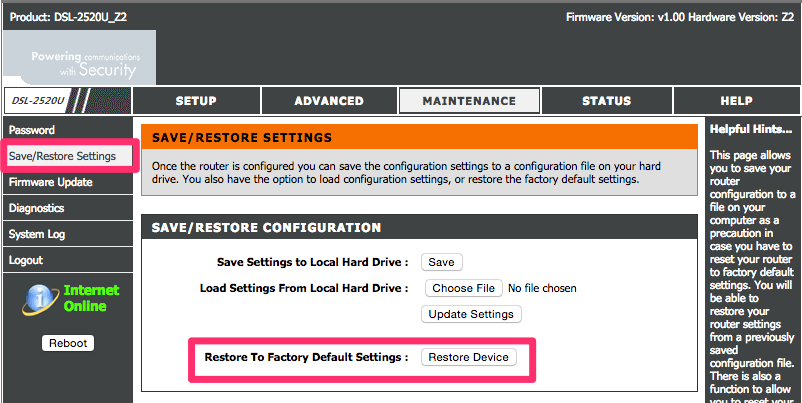 Product: DSL-2520U_Z2
Firmware Version: v1.00 Hardware Version: Z2
Powering communications
with Security
DSL-2520U
SETUP
ADVANCED
MAINTENANCE
STATUS
HELP
Password
Save/Restore Settings
Firmware Update
Diagnostics
System Log
Logout
Internet
Online
Reboot
SAVE/RESTORE SETTINGS
Once the router is configured you can save the configuration settings to a configuration file on your hard
drive. You also have the option to load configuration settings, or restore the factory default settings.
SAVE/RESTORE CONFIGURATION
Save Settings to Local Hard Drive : Save
Load Settings From Local Hard Drive : Choose File No file chosen
Update Settings
Restore To Factory Default Settings : Restore Device
Helpful Hints...
This page allows
you to save your
router
configuration to a
file on your
computer as a
precaution in
case you have to
reset your router
to factory default
settings. You will
be able to
restore your
router settings
from a previously
saved
configuration file.
There is also a
function to allow
you to reset your